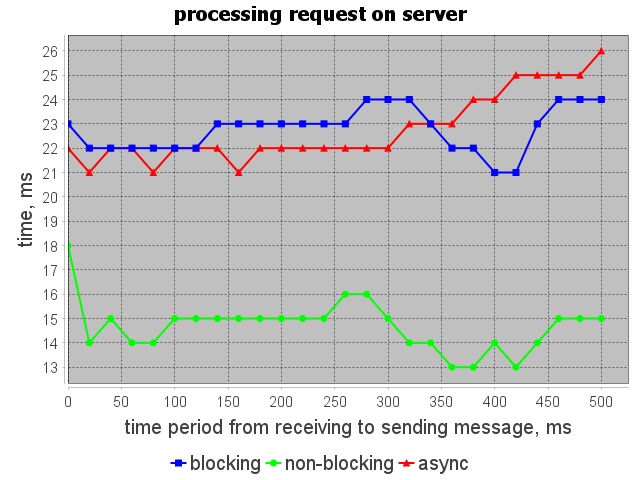 processing request on server
26
25
24
23
22
21
20
19
18
17
16
15
14
13
time, ms
0 50 100 150 200 250 300 350 400 450 500
time period from receiving to sending message, ms
blocking non-blocking async